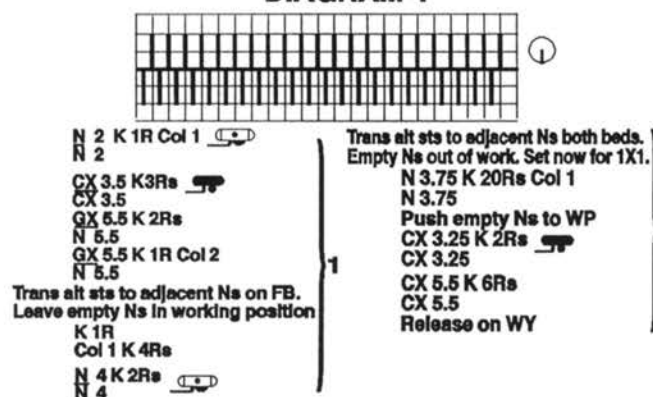 N 2 K 1R Col 1
N 2
CX 3.5 K3Rs
CX 3.5
GX 5.5 K 2Rs
N 5.5
GX 5.5 K 1R Col 2
N 5.5
Trans alt sts to adjacent Ns on FB.
Leave empty Ns in working position
K 1R
Col 1 K 4Rs
N 4 K 2Rs
N 4
1
Trans alt sts to adjacent Ns both beds.
Empty Ns out of work. Set now for 1X1.
N 3.75 K 20Rs Col 1
N 3.75
Push empty Ns to WP
CX 3.25 K 2Rs
CX 3.25
CX 5.5 K 6Rs
CX 5.5
Release on WY